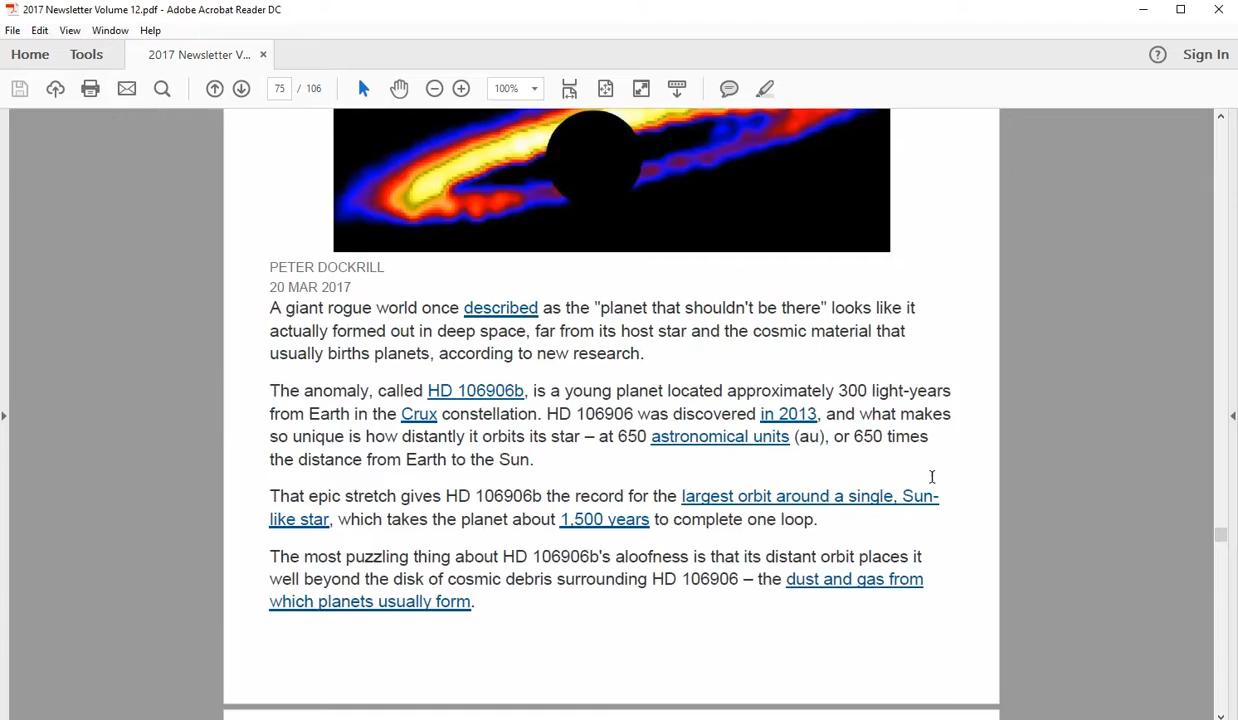 2017 Newsletter Volume 12.pdf - Adobe Acrobat Reader DC
File Edit View Window Help
Home Tools 2017 Newsletter V... × Sign In
75 / 106 100%
PETER DOCKRILL
20 MAR 2017
A giant rogue world once described as the "planet that shouldn't be there" looks like it
actually formed out in deep space, far from its host star and the cosmic material that
usually births planets, according to new research.
The anomaly, called HD 106906b, is a young planet located approximately 300 light-years
from Earth in the Crux constellation. HD 106906 was discovered in 2013, and what makes
so unique is how distantly it orbits its star – at 650 astronomical units (au), or 650 times
the distance from Earth to the Sun.
That epic stretch gives HD 106906b the record for the largest orbit around a single, Sun-
like star, which takes the planet about 1,500 years to complete one loop.
The most puzzling thing about HD 106906b's aloofness is that its distant orbit places it
well beyond the disk of cosmic debris surrounding HD 106906 – the dust and gas from
which planets usually form.